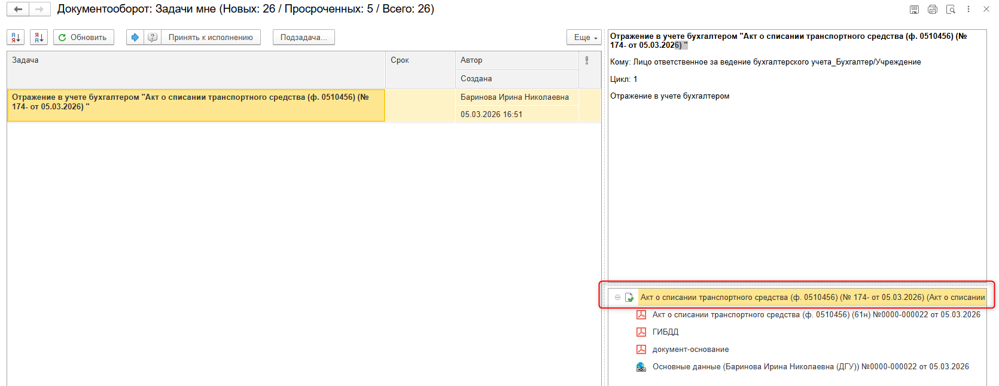 Документооборот: Задачи мне (Новых: 26 / Просроченных: 5 / Всего: 26)
А Я
Я А
Обновить
Принять к исполнению
Подзадача...
Еще
Задача
Срок
Автор
Создана
Отражение в учете бухгалтером "Акт о списании транспортного средства (ф. 0510456) (№
174- от 05.03.2026) "
Баринова Ирина Николаевна
05.03.2026 16:51
Отражение в учете бухгалтером "Акт о списании транспортного средства (ф. 0510456) (№
174- от 05.03.2026) "
Кому: Лицо ответственное за ведение бухгалтерского учета_Бухгалтер/Учреждение
Цикл: 1
Отражение в учете бухгалтером
Акт о списании транспортного средства (ф. 0510456) (№ 174- от 05.03.2026) (Акт о списании
Акт о списании транспортного средства (ф. 0510456) (61н) №0000-000022 от 05.03.2026
ГИБДД
документ-основание
Основные данные (Баринова Ирина Николаевна (ДГУ)) №0000-000022 от 05.03.2026